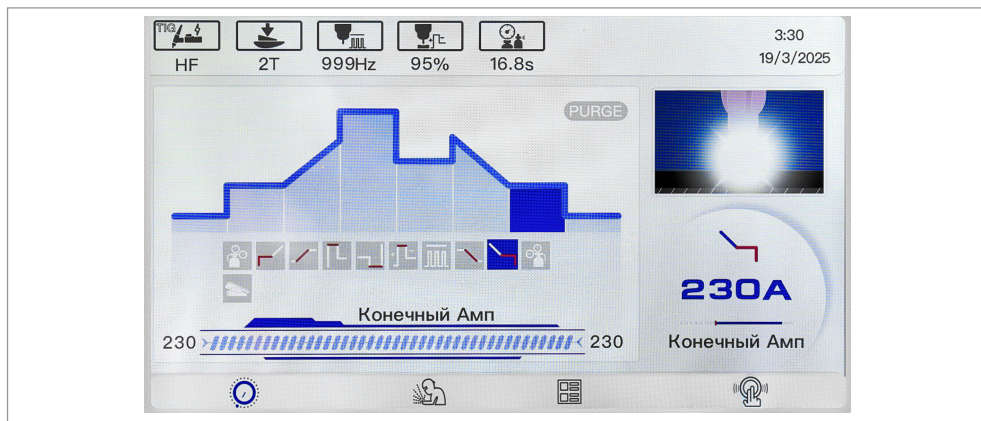 TIG
HF 2T 999Hz 95% 16.8s
3:30
19/3/2025
PURGE
Конечный Амп
230 230
230A
Конечный Амп